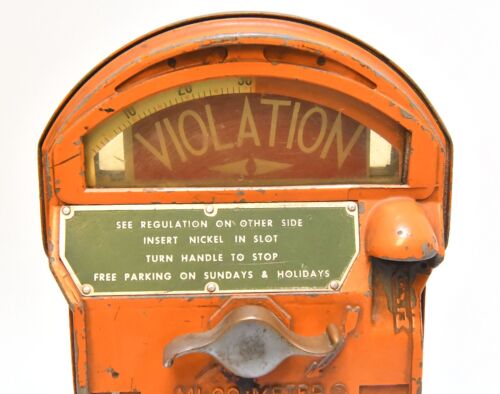 10 20 30
VIOLATION
SEE REGULATION ON OTHER SIDE
INSERT NICKEL IN SLOT
TURN HANDLE TO STOP
FREE PARKING ON SUNDAYS & HOLIDAYS